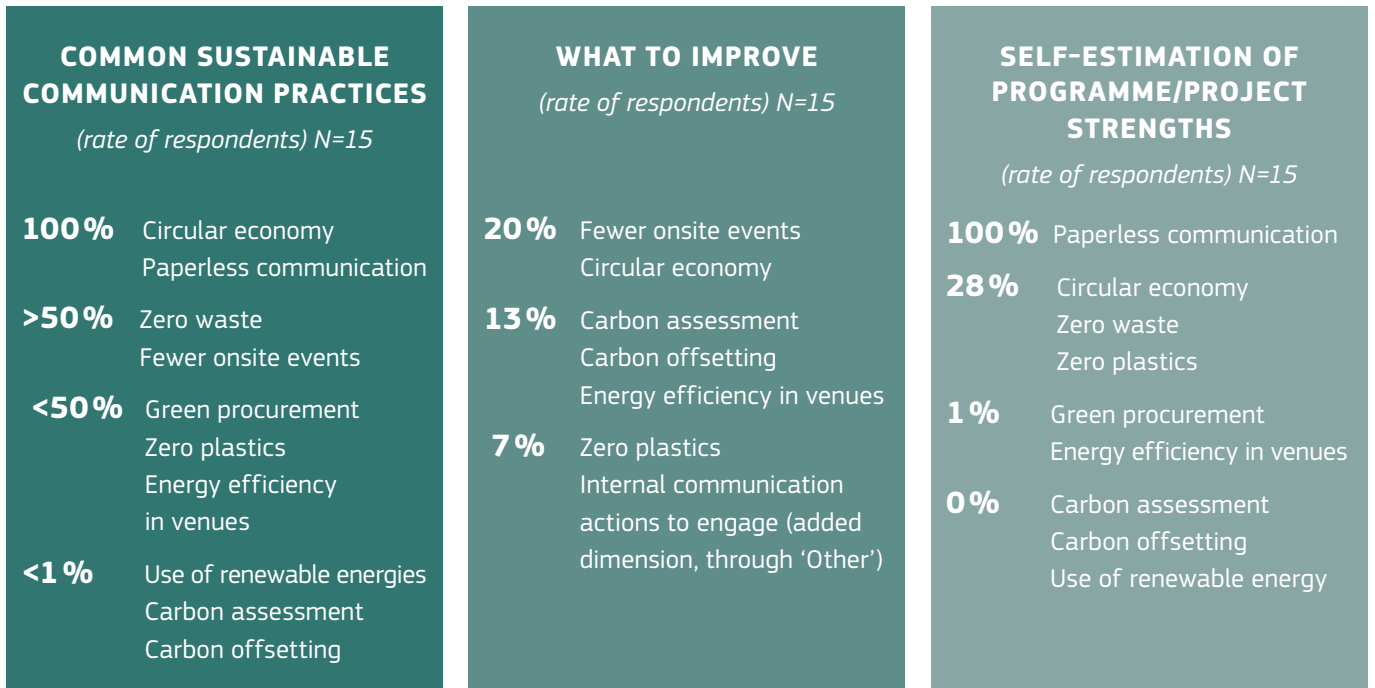 COMMON SUSTAINABLE
COMMUNICATION PRACTICES
(rate of respondents) N=15
100 % Circular economy
Paperless communication
>50 % Zero waste
Fewer onsite events
<50 % Green procurement
Zero plastics
Energy efficiency
in venues
<1 % Use of renewable energies
Carbon assessment
Carbon offsetting
WHAT TO IMPROVE
(rate of respondents) N=15
20 % Fewer onsite events
Circular economy
13 % Carbon assessment
Carbon offsetting
Energy efficiency in venues
7 % Zero plastics
Internal communication
actions to engage (added
dimension, through ‘Other’)
SELF-ESTIMATION OF
PROGRAMME/PROJECT
STRENGTHS
(rate of respondents) N=15
100 % Paperless communication
28 % Circular economy
Zero waste
Zero plastics
1 % Green procurement
Energy efficiency in venues
0 % Carbon assessment
Carbon offsetting
Use of renewable energy